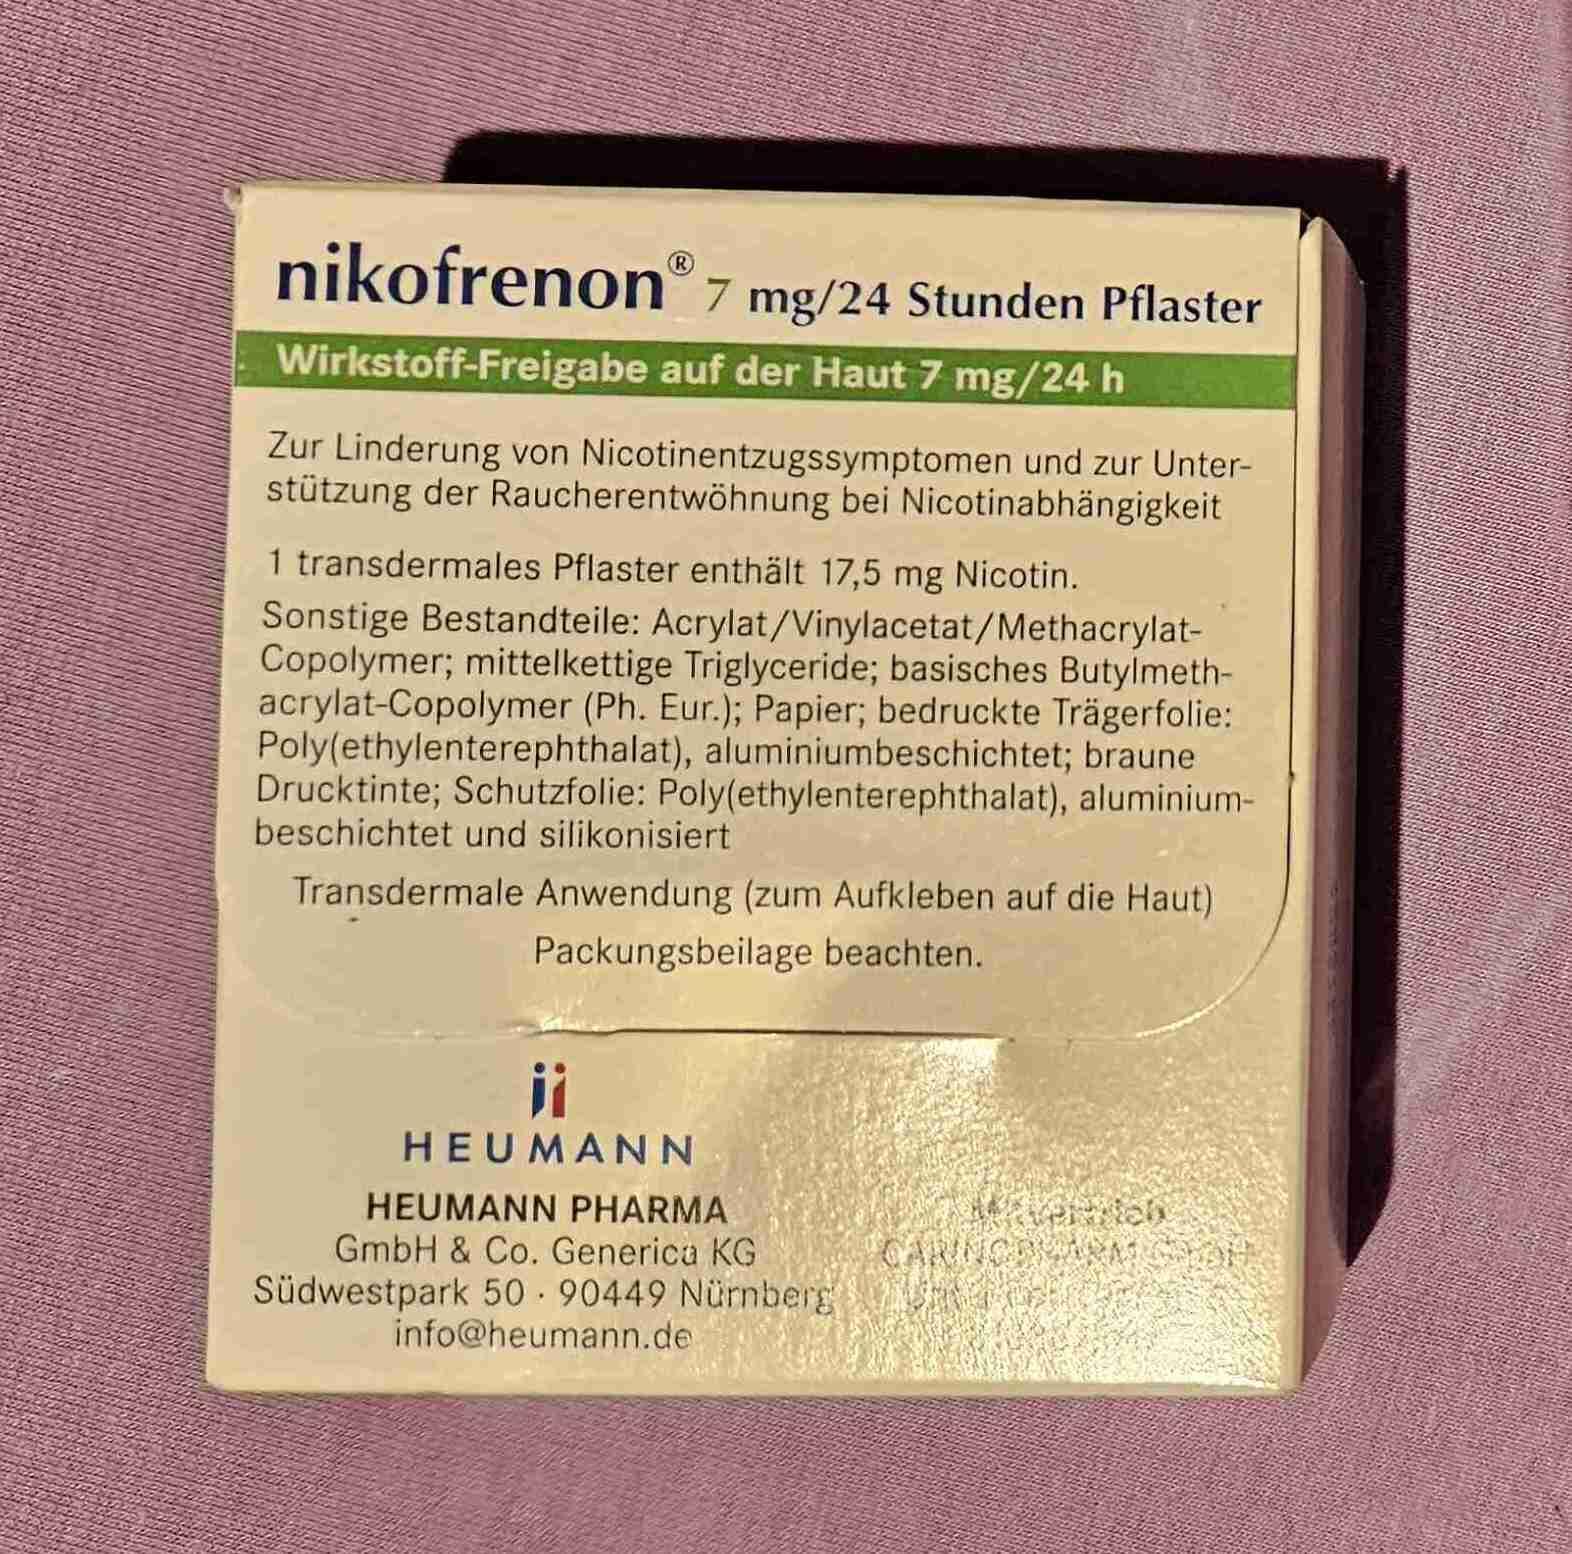 nikofrenon® 7 mg/24 Stunden Pflaster
Wirkstoff-Freigabe auf der Haut 7 mg/24 h
Zur Linderung von Nicotinentzugssymptomen und zur Unter-
stützung der Raucherentwöhnung bei Nicotinabhängigkeit
1 transdermales Pflaster enthält 17,5 mg Nicotin.
Sonstige Bestandteile: Acrylat/Vinylacetat/Methacrylat-
Copolymer; mittelkettige Triglyceride; basisches Butylmeth-
acrylat-Copolymer (Ph. Eur.); Papier; bedruckte Trägerfolie:
Poly(ethylenterephthalat), aluminiumbeschichtet; braune
Drucktinte; Schutzfolie: Poly(ethylenterephthalat), aluminium-
beschichtet und silikonisiert
Transdermale Anwendung (zum Aufkleben auf die Haut)
Packungsbeilage beachten.
HEUMANN
HEUMANN PHARMA
GmbH & Co. Generica KG
Südwestpark 50 · 90449 Nürnberg
info@heumann.de
Mitvertrieb